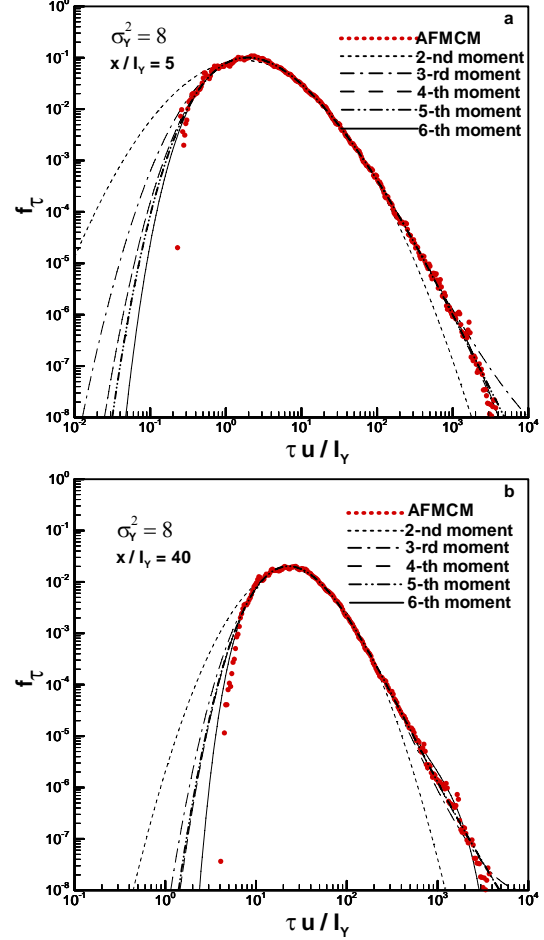 a
σ_Y^2 = 8
x / I_Y = 5
AFMCM
2-nd moment
3-rd moment
4-th moment
5-th moment
6-th moment
10^0
10^-1
10^-2
10^-3
10^-4
10^-5
10^-6
10^-7
10^-8
f_τ
10^-2 10^-1 10^0 10^1 10^2 10^3 10^4
τ u / I_Y
b
σ_Y^2 = 8
x / I_Y = 40
AFMCM
2-nd moment
3-rd moment
4-th moment
5-th moment
6-th moment
10^0
10^-1
10^-2
10^-3
10^-4
10^-5
10^-6
10^-7
10^-8
f_τ
10^-1 10^0 10^1 10^2 10^3 10^4
τ u / I_Y